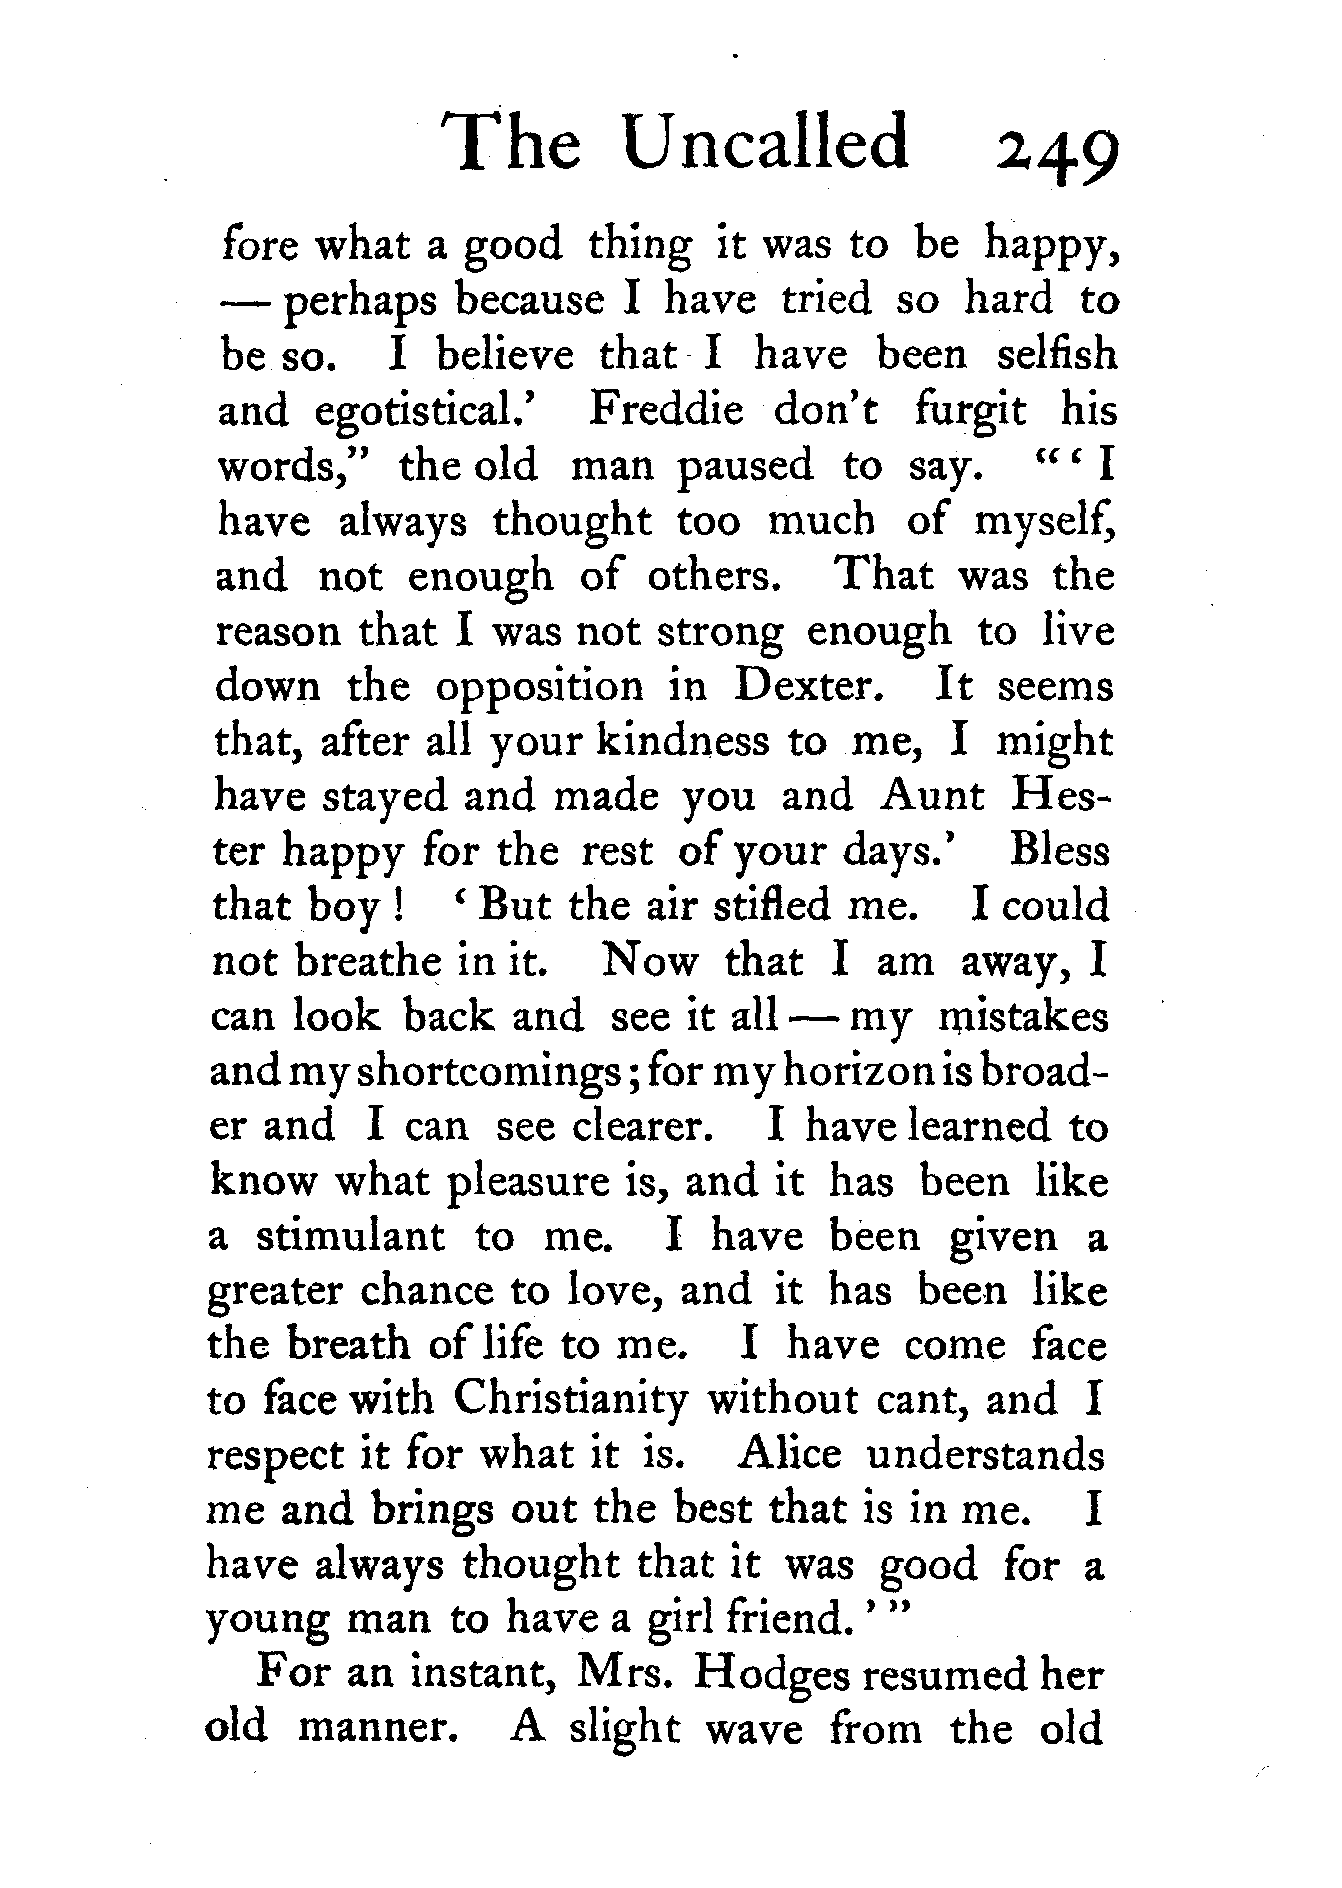 The Uncalled 249
fore what a good thing it was to be happy,
— perhaps because I have tried so hard to
be so. I believe that I have been selfish
and egotistical.’ Freddie don’t furgit his
words,” the old man paused to say. “‘ I
have always thought too much of myself,
and not enough of others. That was the
reason that I was not strong enough to live
down the opposition in Dexter. It seems
that, after all your kindness to me, I might
have stayed and made you and Aunt Hes-
ter happy for the rest of your days.’ Bless
that boy ! ‘ But the air stifled me. I could
not breathe in it. Now that I am away, I
can look back and see it all — my mistakes
and my shortcomings ; for my horizon is broad-
er and I can see clearer. I have learned to
know what pleasure is, and it has been like
a stimulant to me. I have been given a
greater chance to love, and it has been like
the breath of life to me. I have come face
to face with Christianity without cant, and I
respect it for what it is. Alice understands
me and brings out the best that is in me. I
have always thought that it was good for a
young man to have a girl friend. ’ ”
For an instant, Mrs. Hodges resumed her
old manner. A slight wave from the old